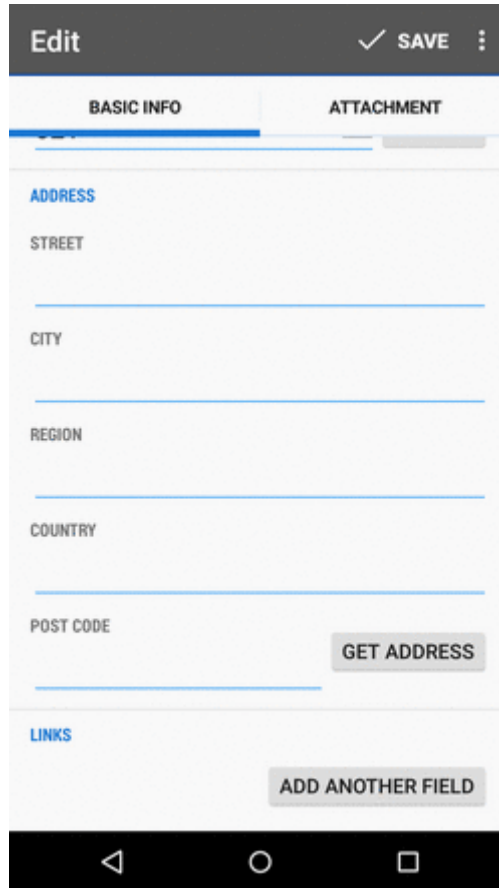 Edit
SAVE
BASIC INFO
ATTACHMENT
ADDRESS
STREET
CITY
REGION
COUNTRY
POST CODE
GET ADDRESS
LINKS
ADD ANOTHER FIELD